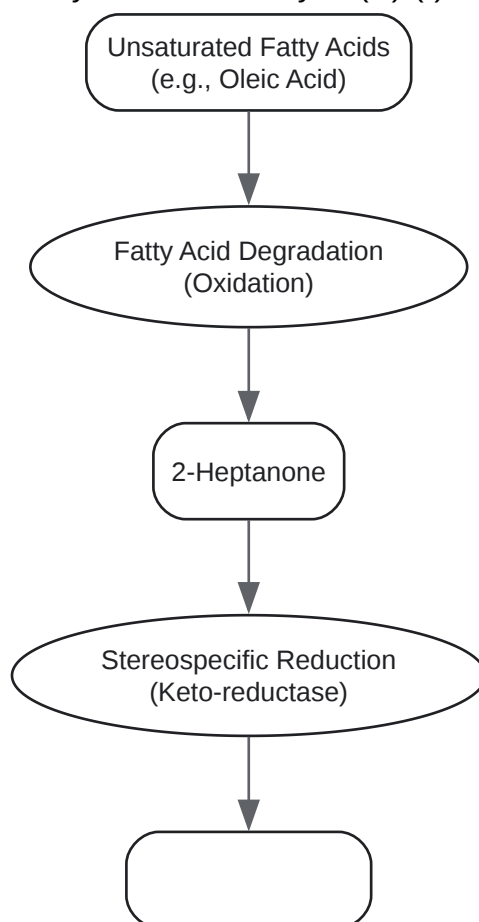 Unsaturated Fatty Acids
(e.g., Oleic Acid)
Fatty Acid Degradation
(Oxidation)
2-Heptanone
Stereospecific Reduction
(Keto-reductase)